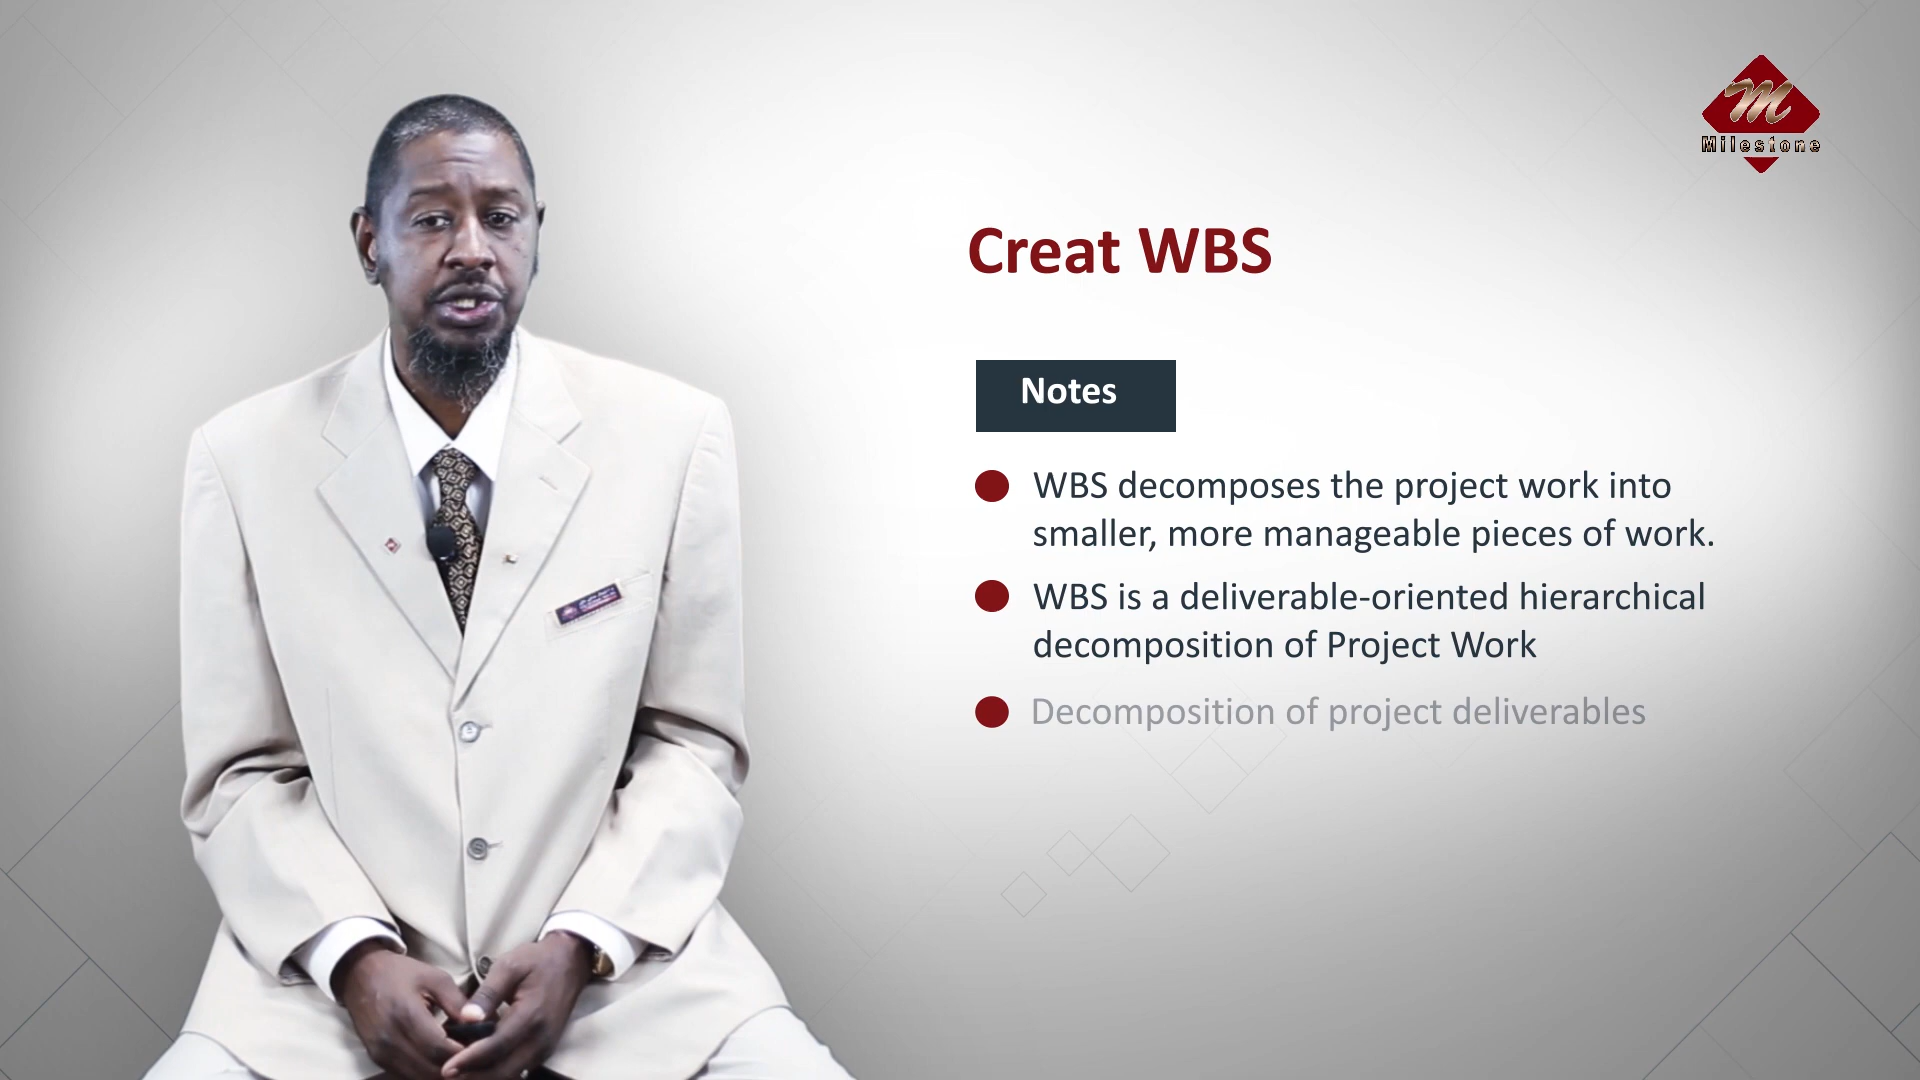 Milestone
Creat WBS
Notes
WBS decomposes the project work into
smaller, more manageable pieces of work.
WBS is a deliverable-oriented hierarchical
decomposition of Project Work
Decomposition of project deliverables